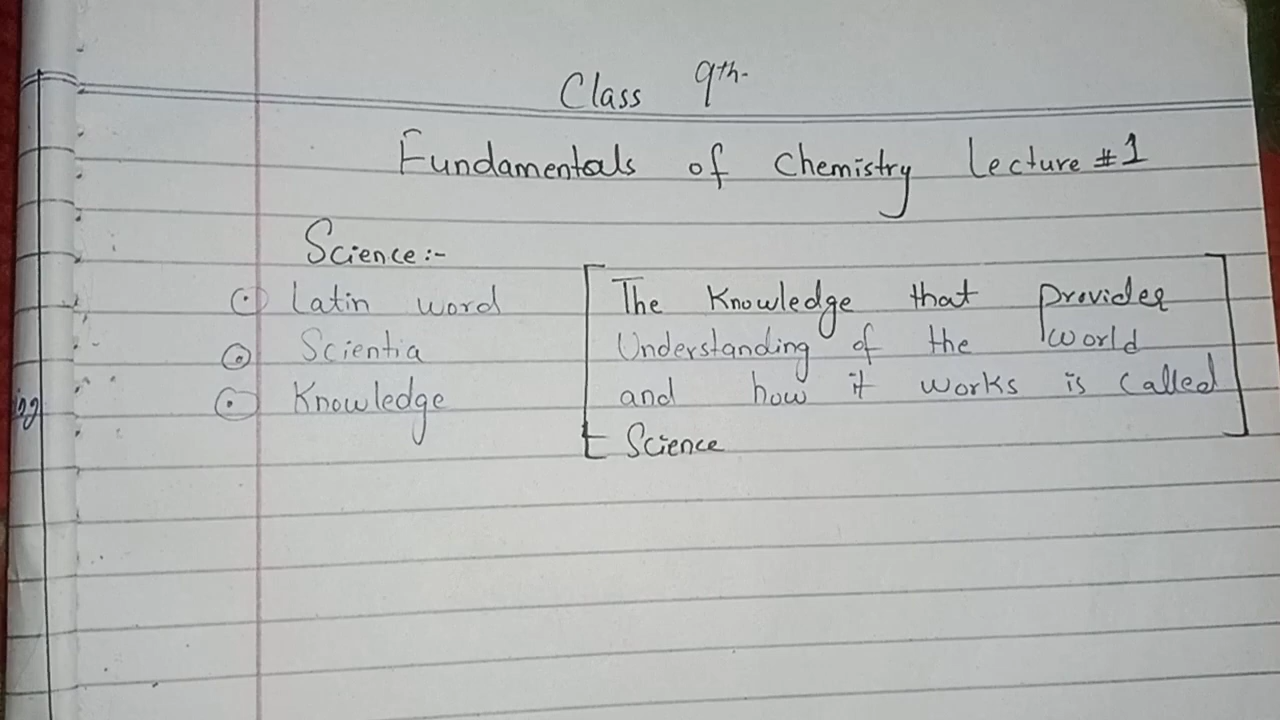 Class 9th-
Fundamentals of Chemistry Lecture #1
Science:-
Latin word
Scientia
Knowledge
The Knowledge that provides
Understanding of the world
and how it works is called
Science